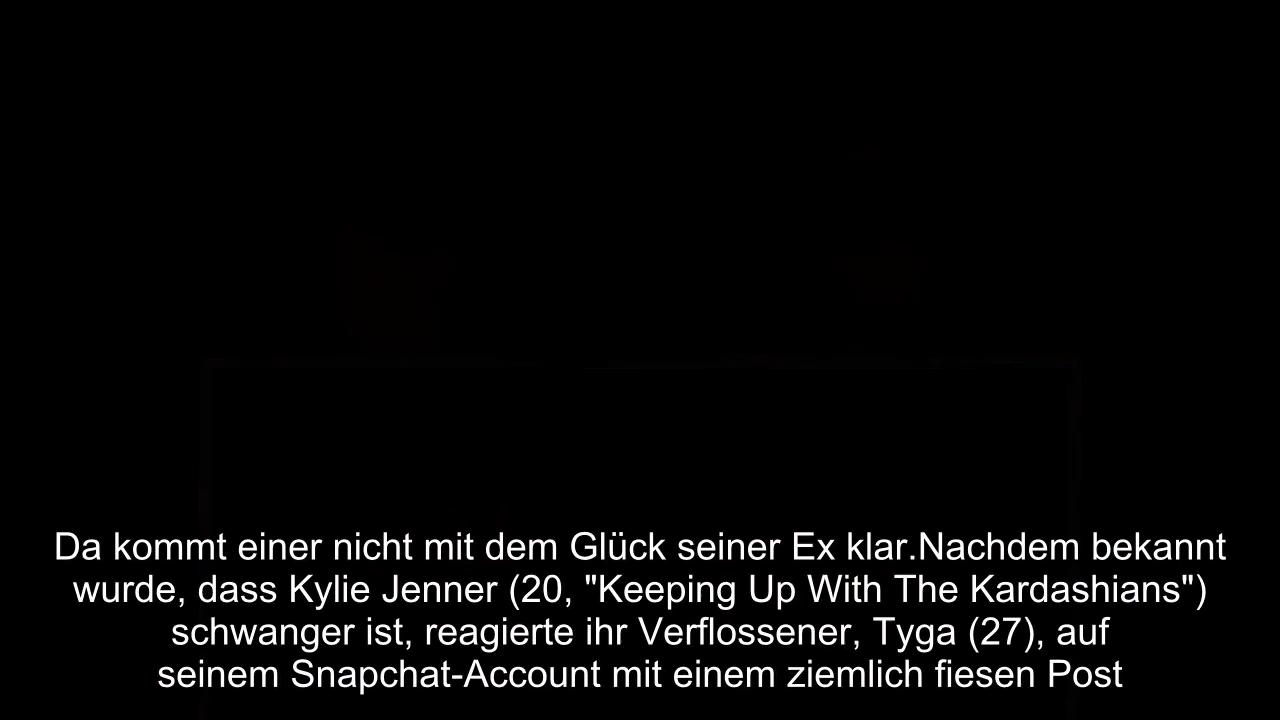 Da kommt einer nicht mit dem Glück seiner Ex klar.Nachdem bekannt
wurde, dass Kylie Jenner (20, "Keeping Up With The Kardashians")
schwanger ist, reagierte ihr Verflossener, Tyga (27), auf
seinem Snapchat-Account mit einem ziemlich fiesen Post